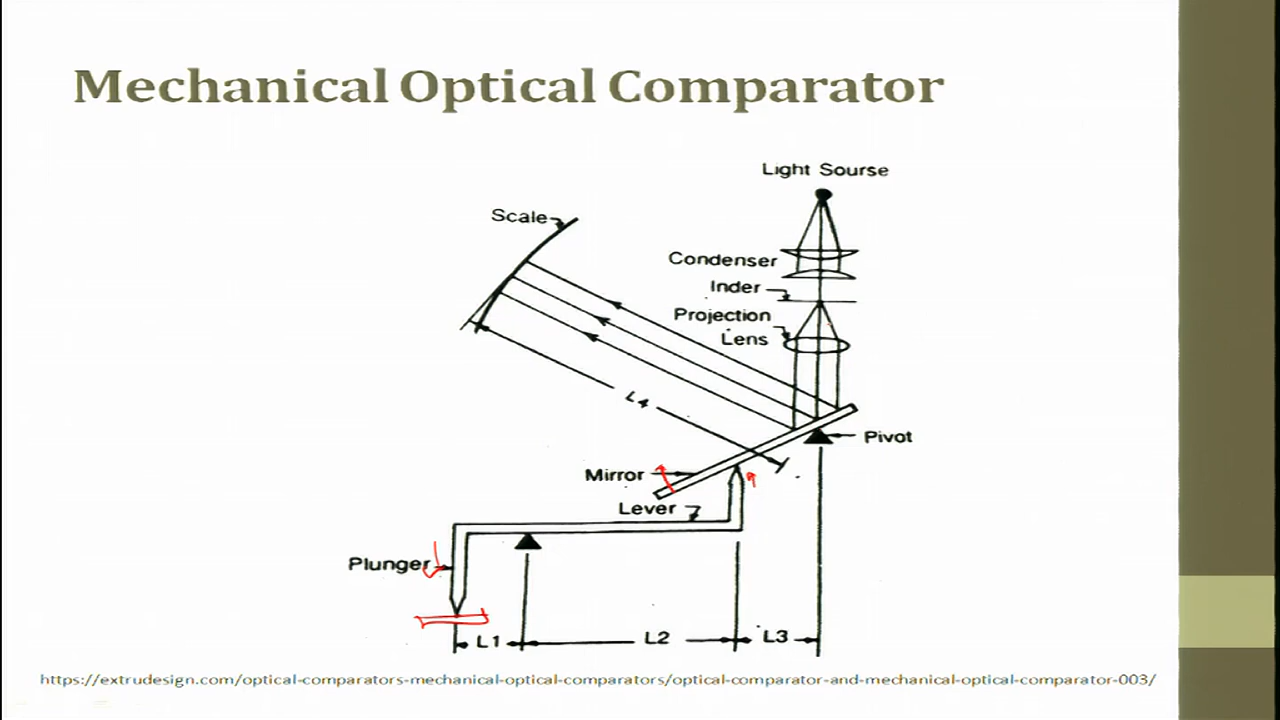 Mechanical Optical Comparator
Light Sourse
Scale
Condenser
Inder
Projection
Lens
L4
Pivot
Mirror
Lever
Plunger
L1 L2 L3
https://extrudesign.com/optical-comparators-mechanical-optical-comparators/optical-comparator-and-mechanical-optical-comparator-003/